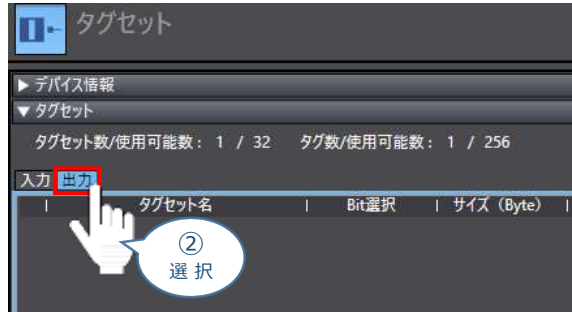 タグセット
▶ デバイス情報
▼ タグセット
タグセット数/使用可能数: 1 / 32 タグ数/使用可能数: 1 / 256
入力 出力
| タグセット名 | Bit選択 | サイズ (Byte) |
②
選 択